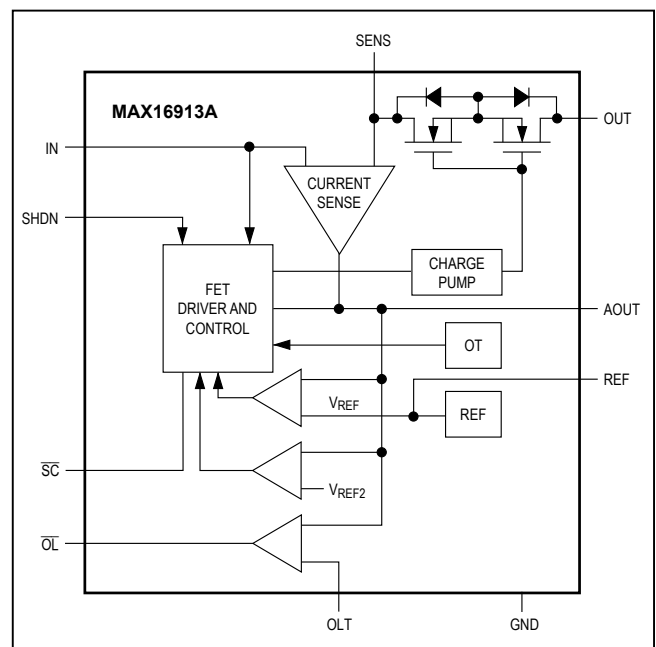 SENS
MAX16913A
OUT
IN
CURRENT
SENSE
SHDN
CHARGE
PUMP
FET
DRIVER AND
CONTROL
AOUT
OT
REF
VREF
REF
SC
VREF2
OL
OLT
GND